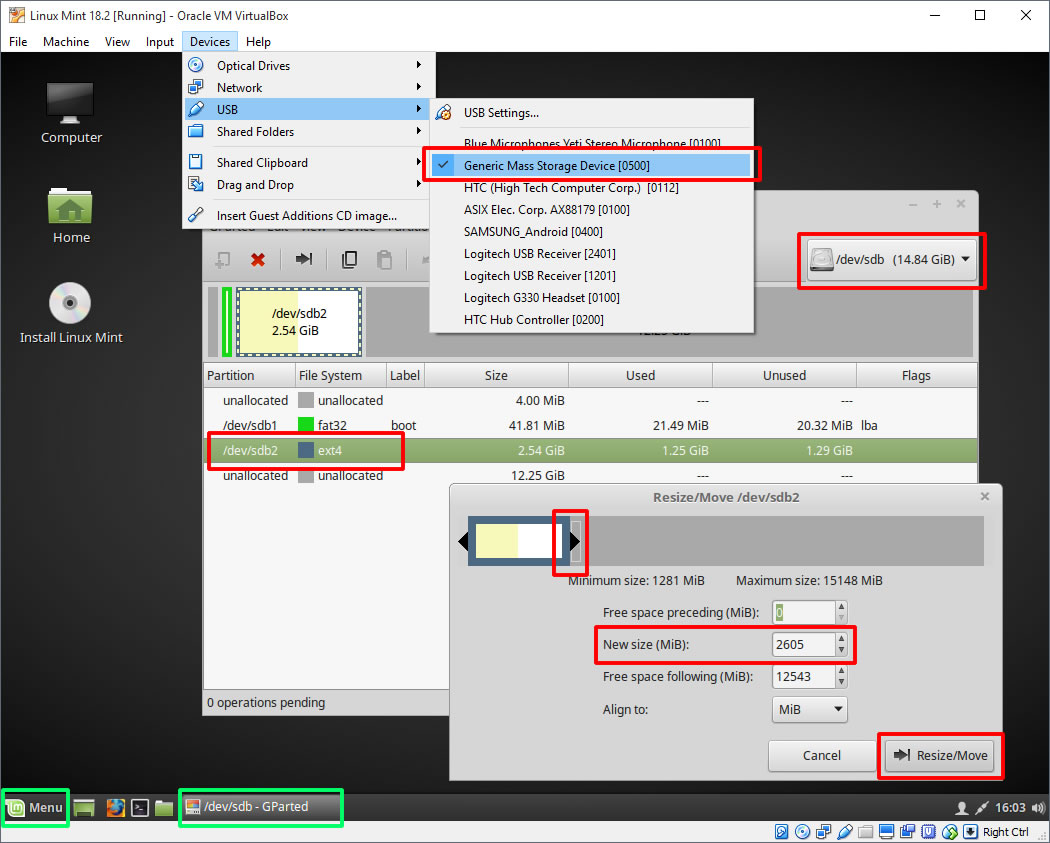 Linux Mint 18.2 [Running] - Oracle VM VirtualBox
File Machine View Input Devices Help
Optical Drives
Network
USB
Shared Folders
Shared Clipboard
Drag and Drop
Insert Guest Additions CD image...
USB Settings...
Blue Microphones Yeti Stereo Microphone [0100]
Generic Mass Storage Device [0500]
HTC (High Tech Computer Corp.) [0112]
ASIX Elec. Corp. AX88179 [0100]
SAMSUNG_Android [0400]
Logitech USB Receiver [2401]
Logitech USB Receiver [1201]
Logitech G330 Headset [0100]
HTC Hub Controller [0200]
Computer
Home
Install Linux Mint
GParted Edit View Device Partition
/dev/sdb (14.84 GiB)
/dev/sdb2
2.54 GiB
12.25 GiB
Partition File System Label Size Used Unused Flags
unallocated unallocated 4.00 MiB --- ---
/dev/sdb1 fat32 boot 41.81 MiB 21.49 MiB 20.32 MiB lba
/dev/sdb2 ext4 2.54 GiB 1.25 GiB 1.29 GiB
unallocated unallocated 12.25 GiB --- ---
0 operations pending
Resize/Move /dev/sdb2
Minimum size: 1281 MiB Maximum size: 15148 MiB
Free space preceding (MiB): 0
New size (MiB): 2605
Free space following (MiB): 12543
Align to: MiB
Cancel Resize/Move
Menu /dev/sdb - GParted 16:03
Right Ctrl